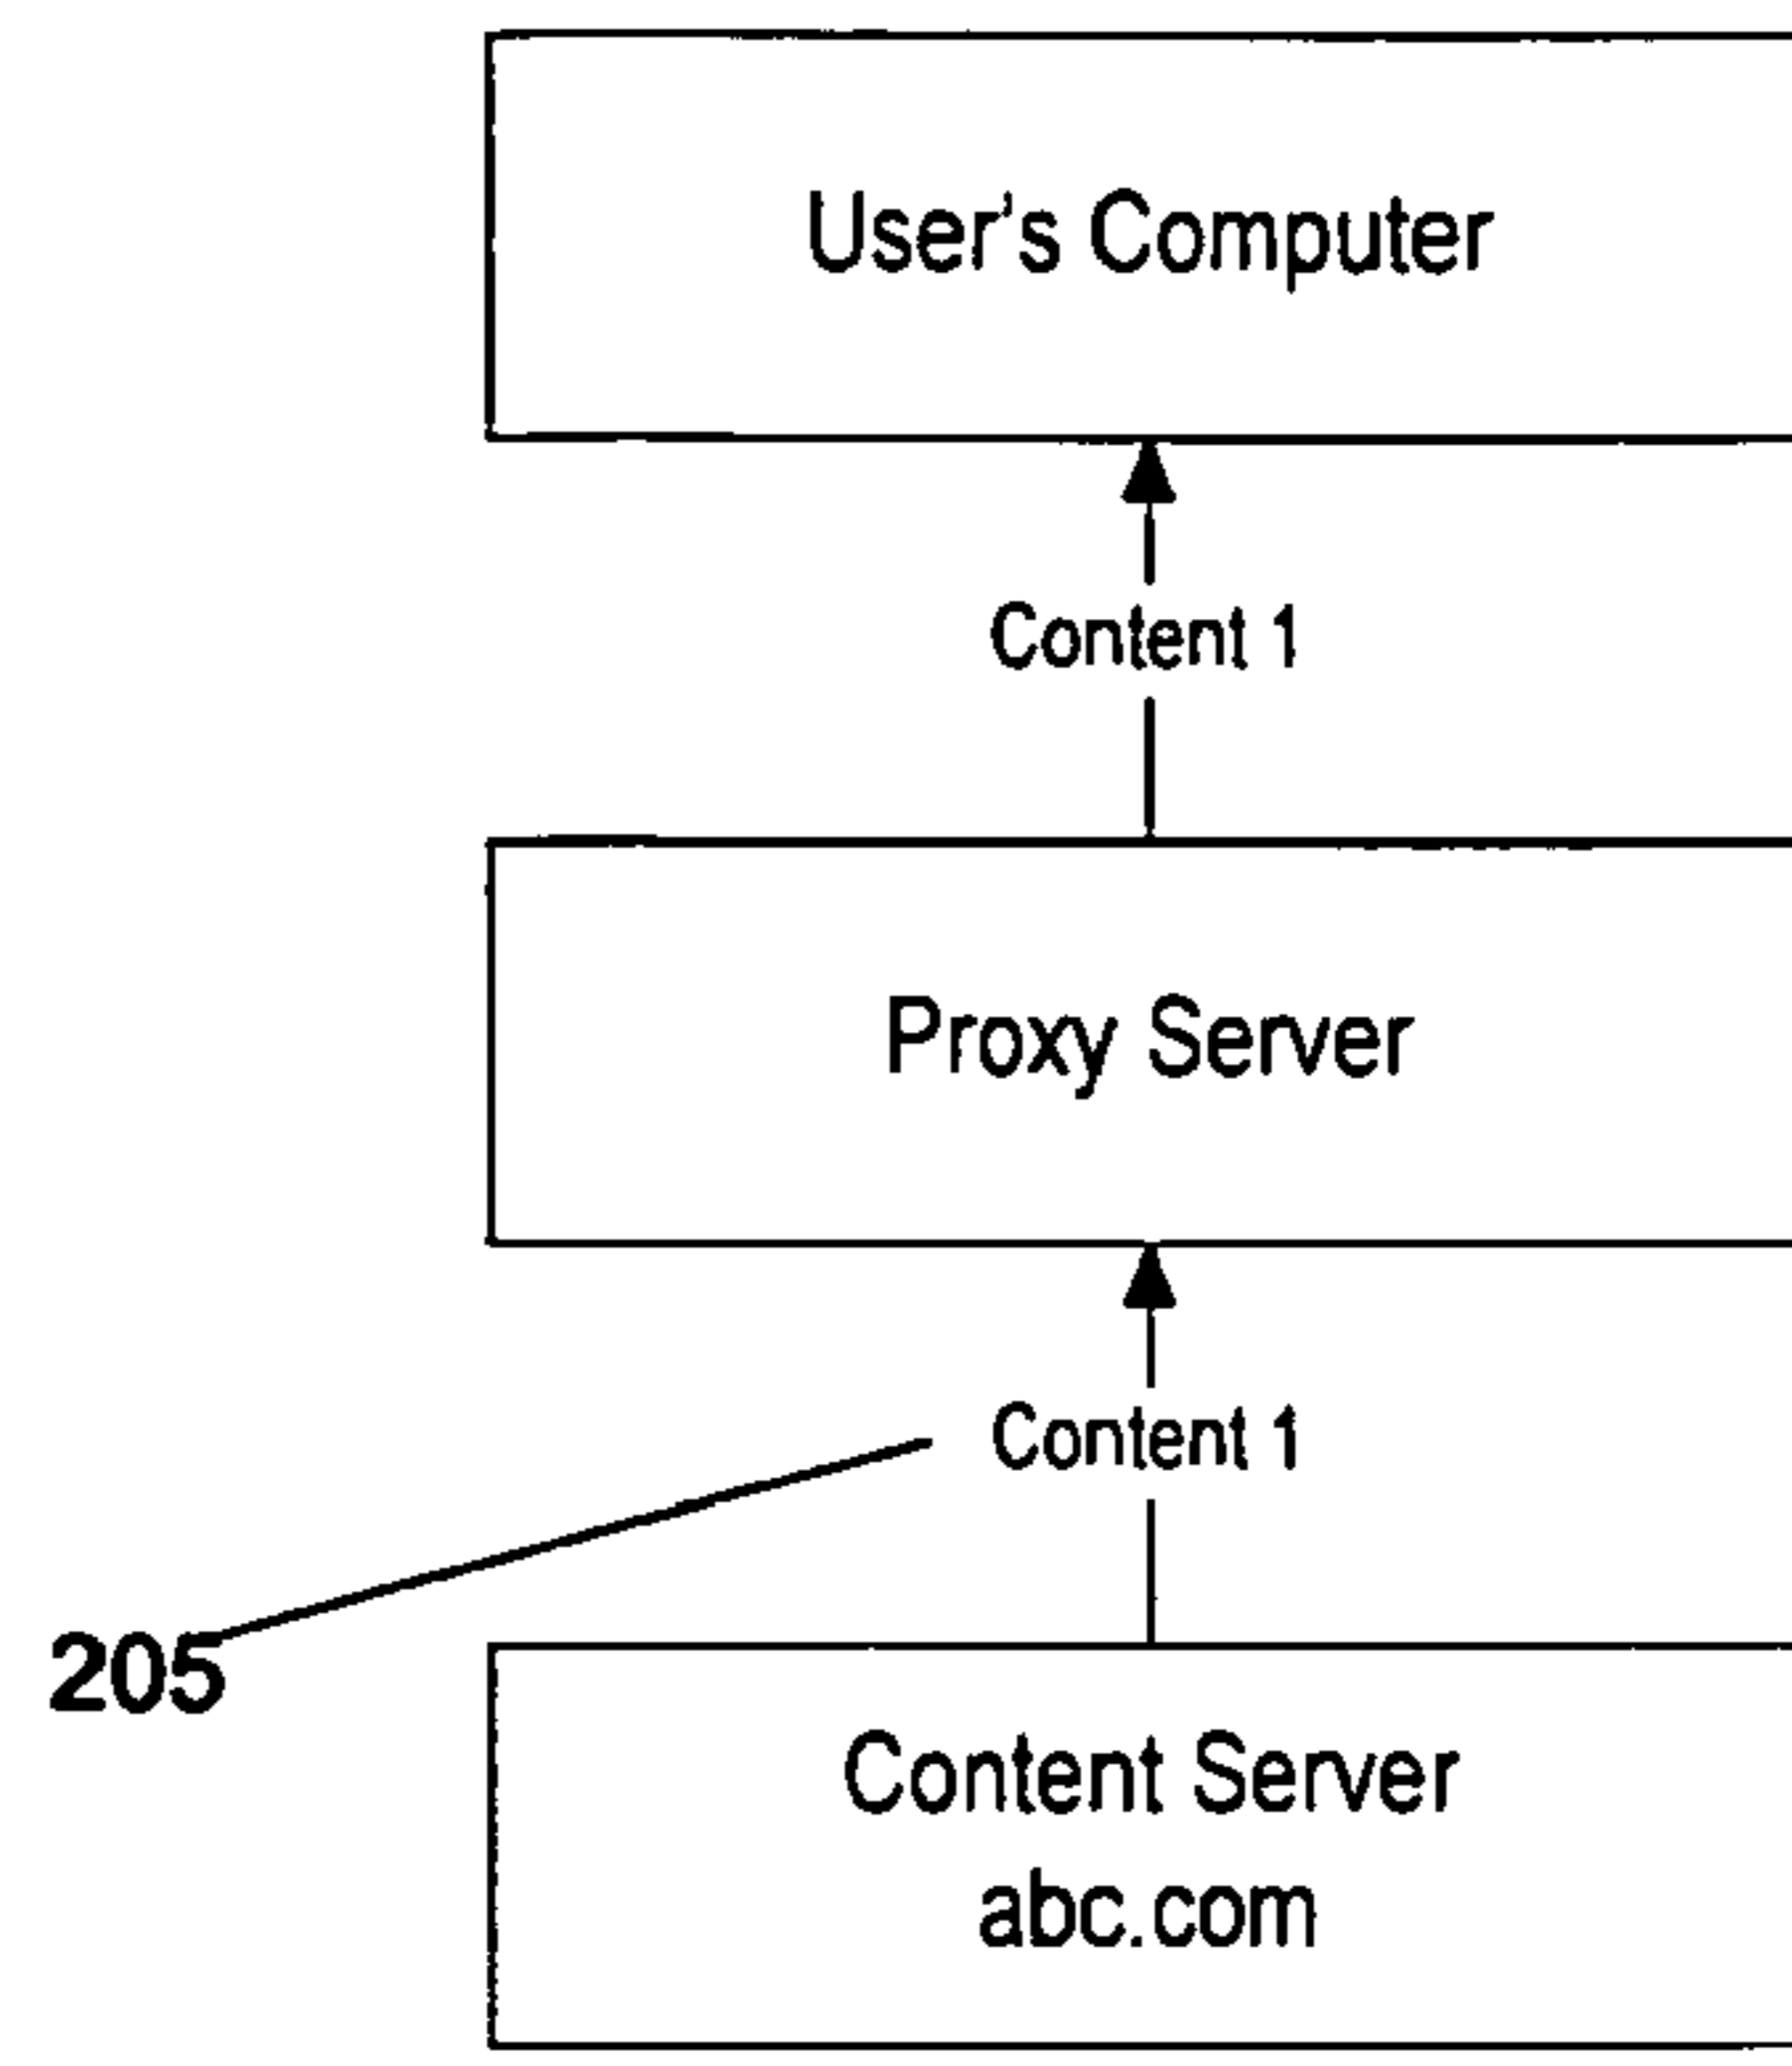 User's Computer
Content 1
Proxy Server
Content 1
205
Content Server
abc.com